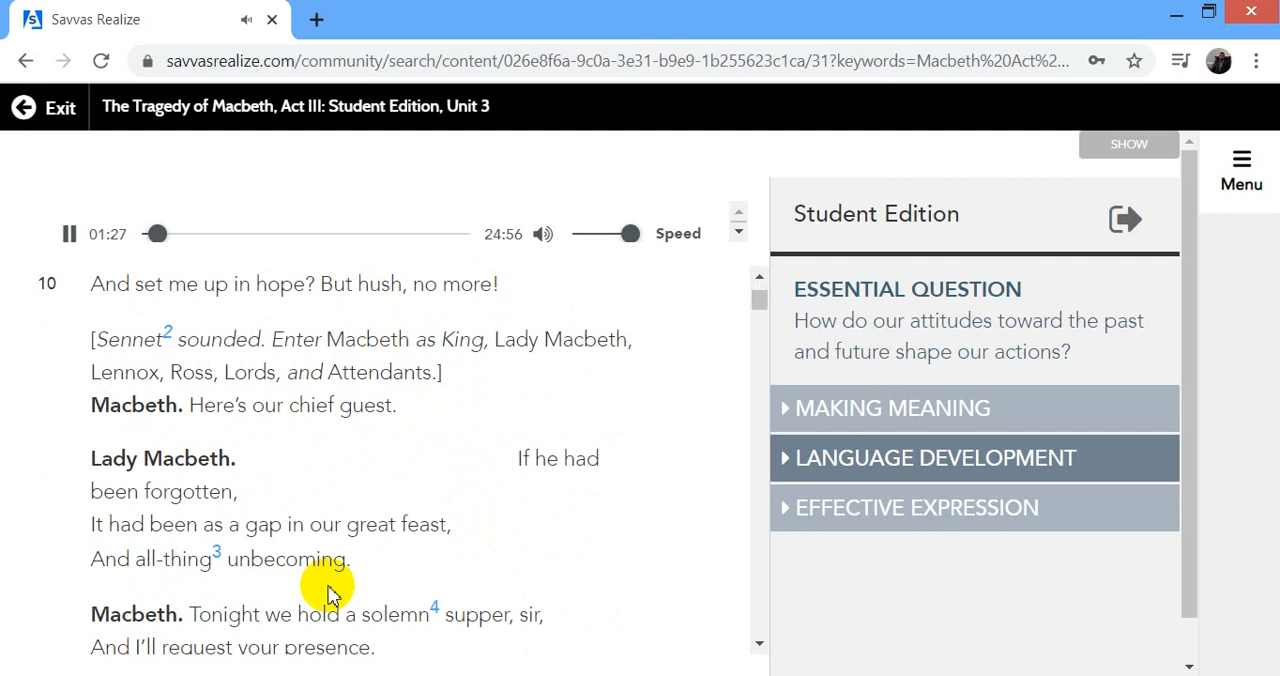 Savvas Realize
savvasrealize.com/community/search/content/026e8f6a-9c0a-3e31-b9e9-1b255623c1ca/31?keywords=Macbeth%20Act%2...
Exit
The Tragedy of Macbeth, Act III: Student Edition, Unit 3
SHOW
Menu
01:27
24:56
Speed
10 And set me up in hope? But hush, no more!
[Sennet2 sounded. Enter Macbeth as King, Lady Macbeth,
Lennox, Ross, Lords, and Attendants.]
Macbeth. Here's our chief guest.
Lady Macbeth. If he had
been forgotten,
It had been as a gap in our great feast,
And all-thing3 unbecoming.
Macbeth. Tonight we hold a solemn4 supper, sir,
And I'll request your presence.
Student Edition
ESSENTIAL QUESTION
How do our attitudes toward the past
and future shape our actions?
MAKING MEANING
LANGUAGE DEVELOPMENT
EFFECTIVE EXPRESSION